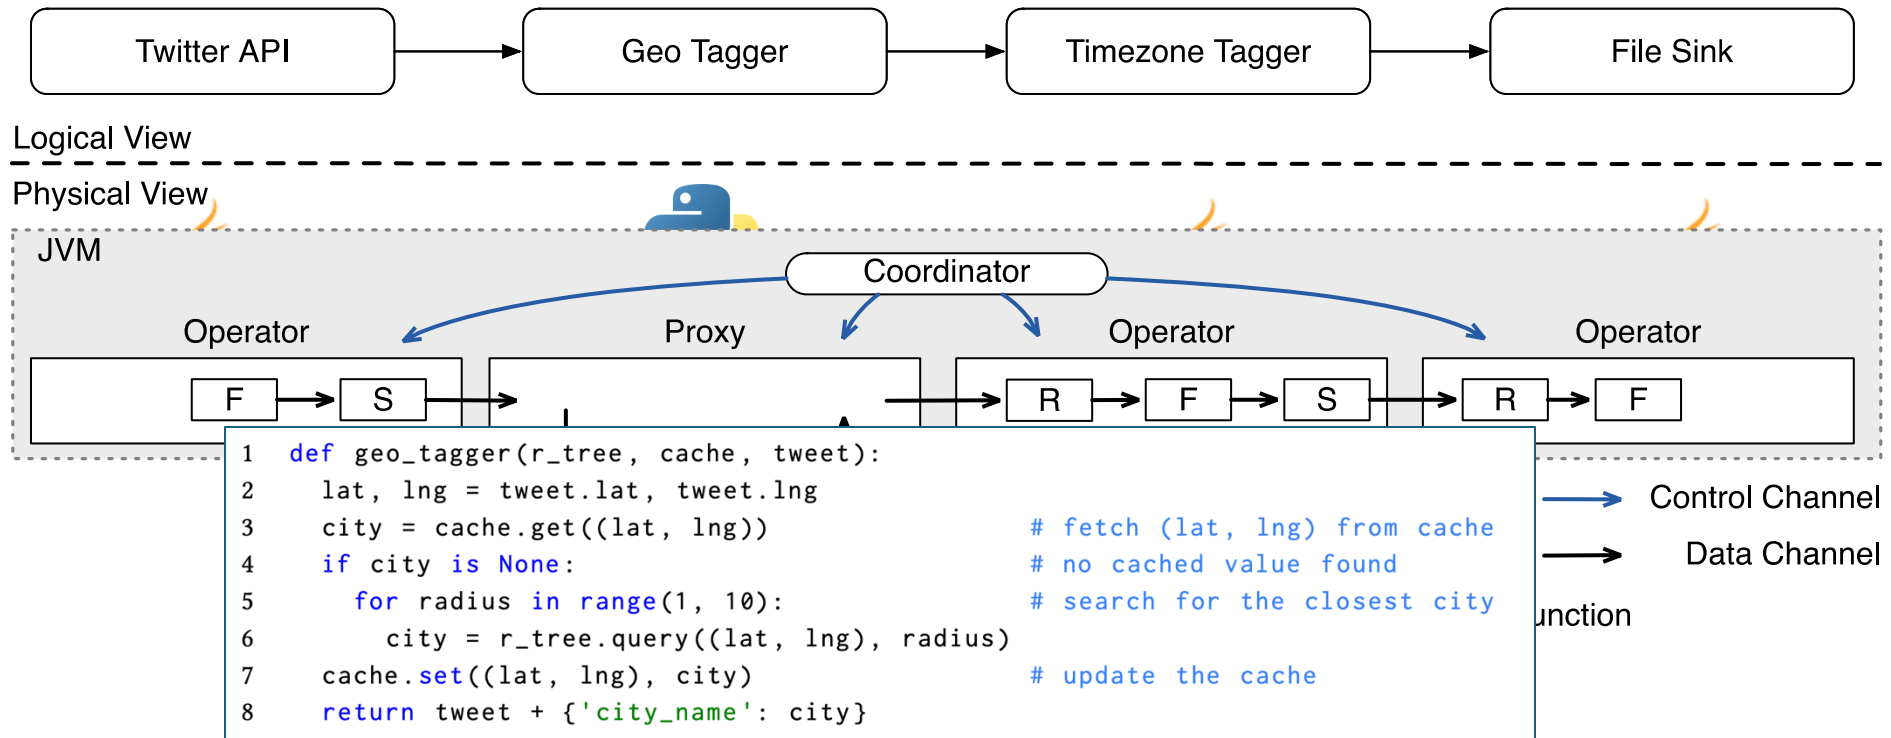 Twitter API Geo Tagger Timezone Tagger File Sink
Logical View
Physical View
JVM
Coordinator
Operator Proxy Operator Operator
F S R F S R F
1 def geo_tagger(r_tree, cache, tweet):
2 lat, lng = tweet.lat, tweet.lng
3 city = cache.get((lat, lng)) # fetch (lat, lng) from cache
4 if city is None: # no cached value found
5 for radius in range(1, 10): # search for the closest city
6 city = r_tree.query((lat, lng), radius)
7 cache.set((lat, lng), city) # update the cache
8 return tweet + {'city_name': city}
Control Channel
Data Channel